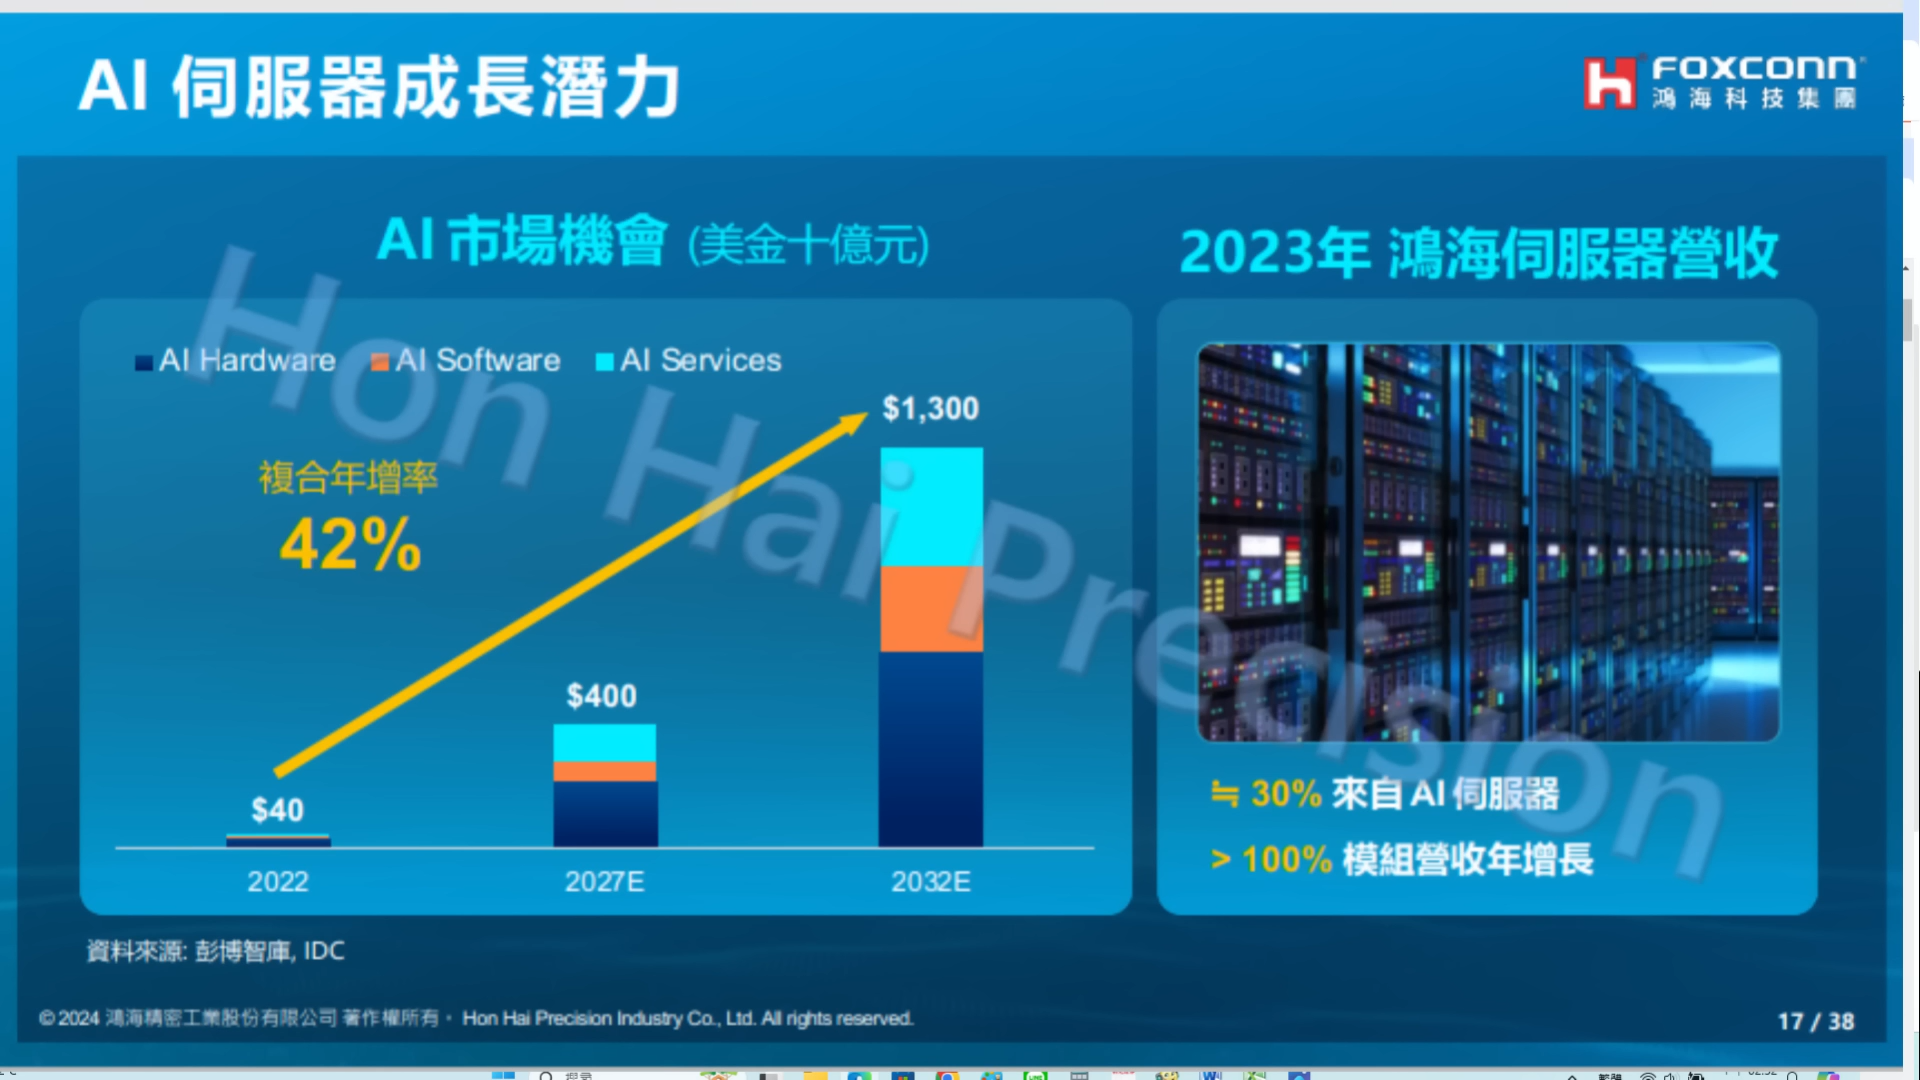 AI 伺服器成長潛力
FOXCONN
鴻海科技集團
AI 市場機會 (美金十億元)
2023年 鴻海伺服器營收
AI Hardware AI Software AI Services
$1,300
複合年增率
42%
$400
$40
2022 2027E 2032E
≒ 30% 來自 AI 伺服器
> 100% 模組營收年增長
Hon Hai Precision
資料來源: 彭博智庫, IDC
© 2024 鴻海精密工業股份有限公司 著作權所有。 Hon Hai Precision Industry Co., Ltd. All rights reserved.
17 / 38